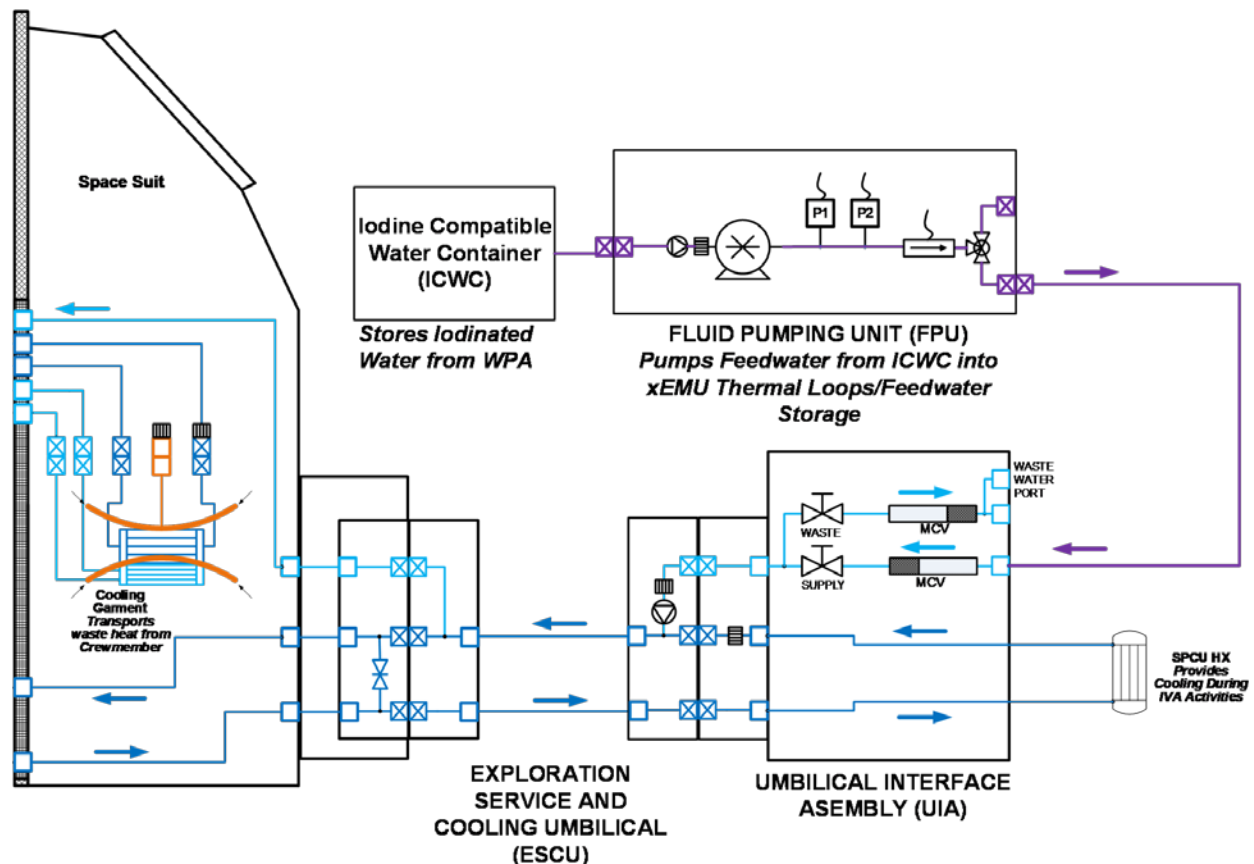 Space Suit
Iodine Compatible
Water Container
(ICWC)
Stores Iodinated
Water from WPA
P1
P2
FLUID PUMPING UNIT (FPU)
Pumps Feedwater from ICWC into
xEMU Thermal Loops/Feedwater
Storage
Cooling
Garment
Transports
waste heat from
Crewmember
WASTE
WATER
PORT
WASTE
MCV
SUPPLY
MCV
SPCU HX
Provides
Cooling During
IVA Activities
EXPLORATION
SERVICE AND
COOLING UMBILICAL
(ESCU)
UMBILICAL INTERFACE
ASEMBLY (UIA)